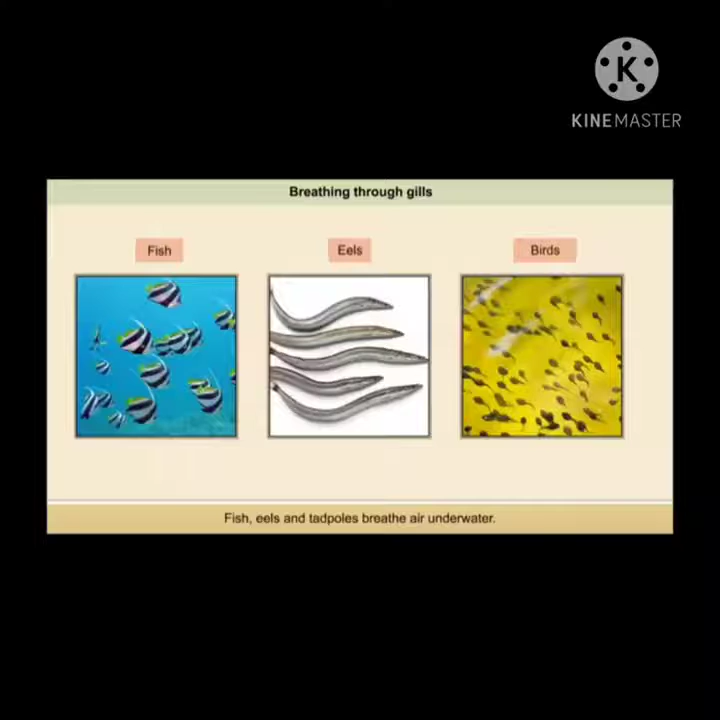 K
KINEMASTER
Breathing through gills
Fish
Eels
Birds
Fish, eels and tadpoles breathe air underwater.